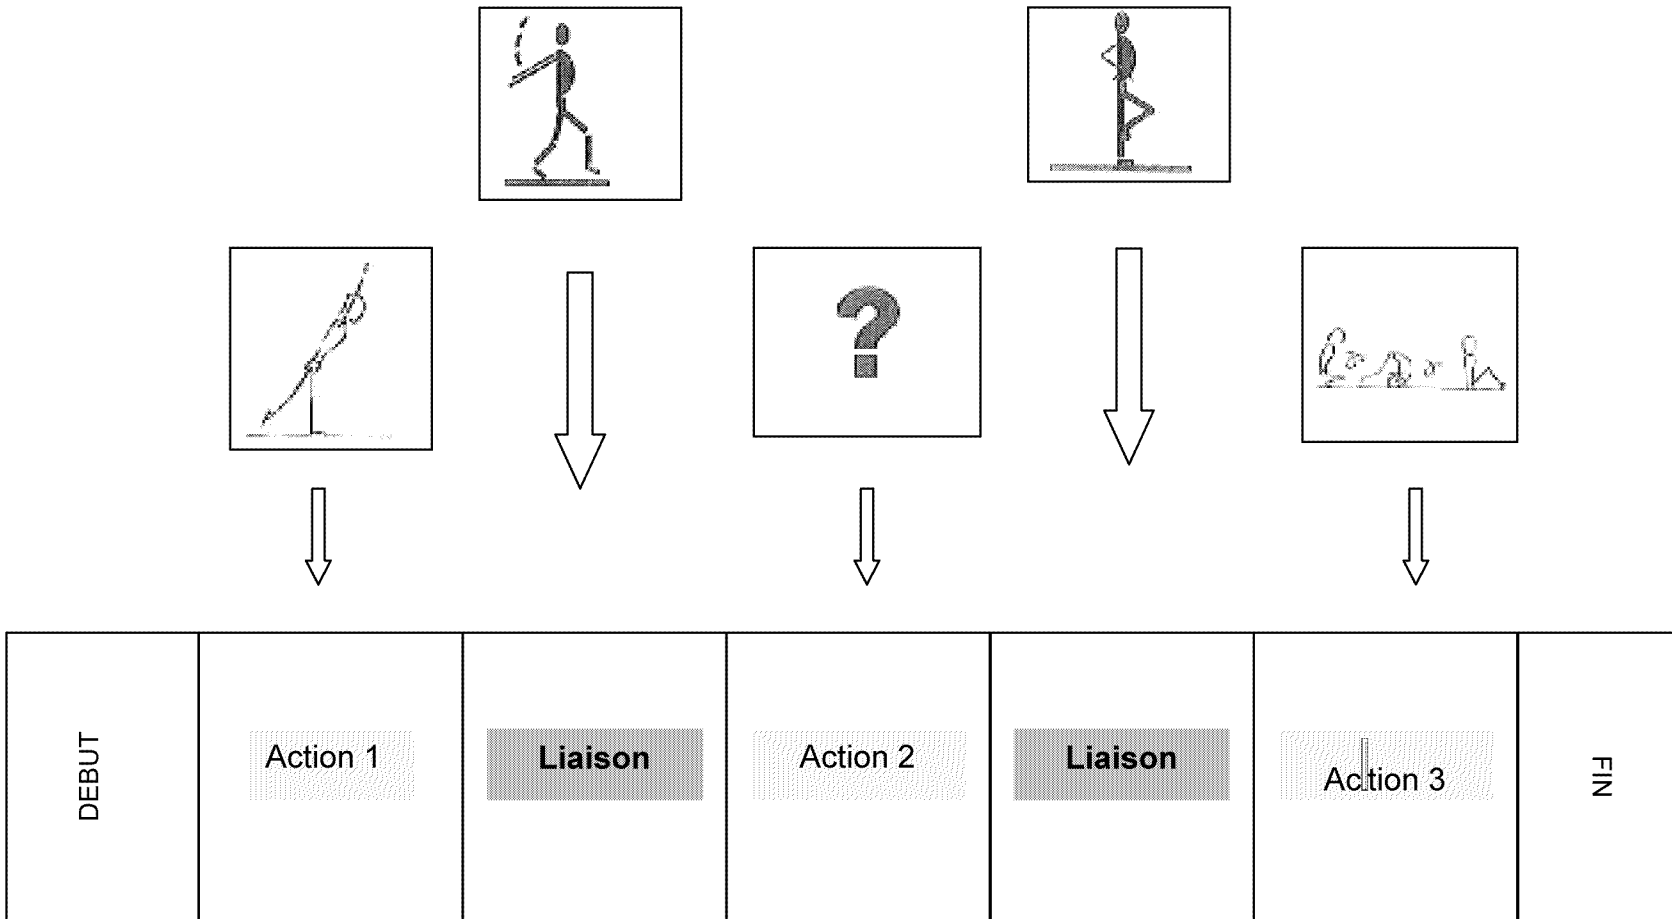 ?
DEBUT
Action 1
Liaison
Action 2
Liaison
Action 3
FIN